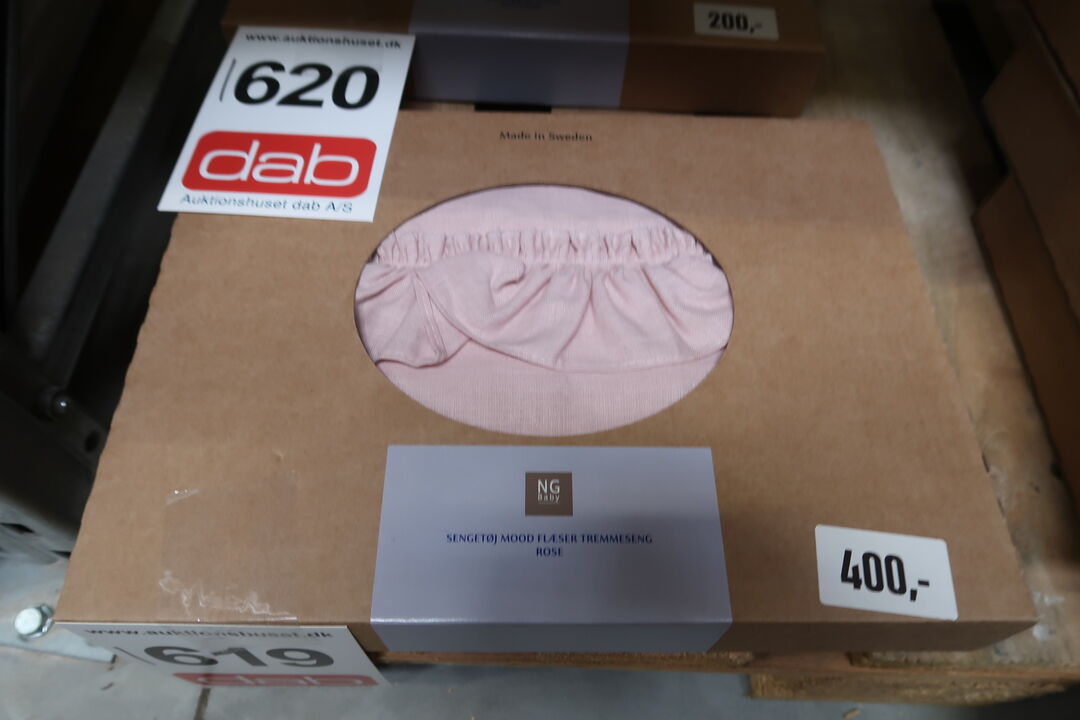 200,-
www.auktionshuset.dk
620
dab
Auktionshuset dab A/S
Made in Sweden
NG
Baby
SENGETØJ MOOD FLÆSER TREMMESENG
ROSE
400,-
www.auktionshuset.dk
619
dab